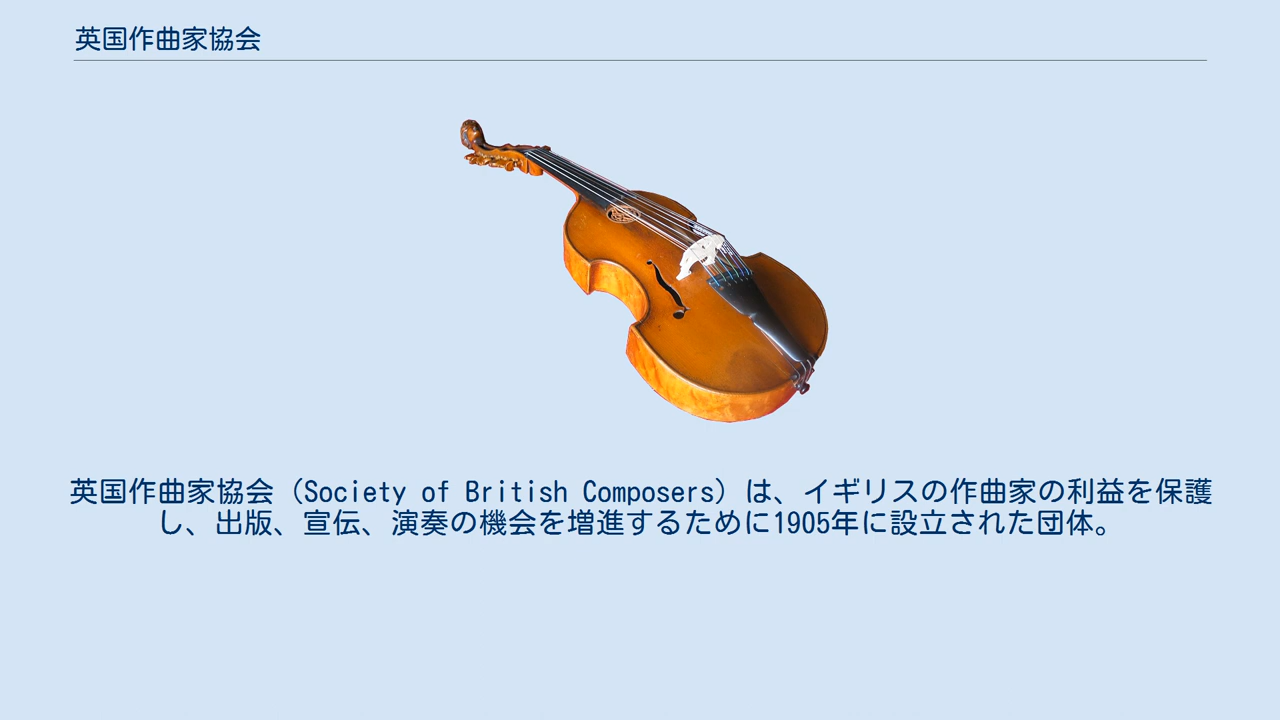 英国作曲家協会
英国作曲家協会（Society of British Composers）は、イギリスの作曲家の利益を保護
し、出版、宣伝、演奏の機会を増進するために1905年に設立された団体。